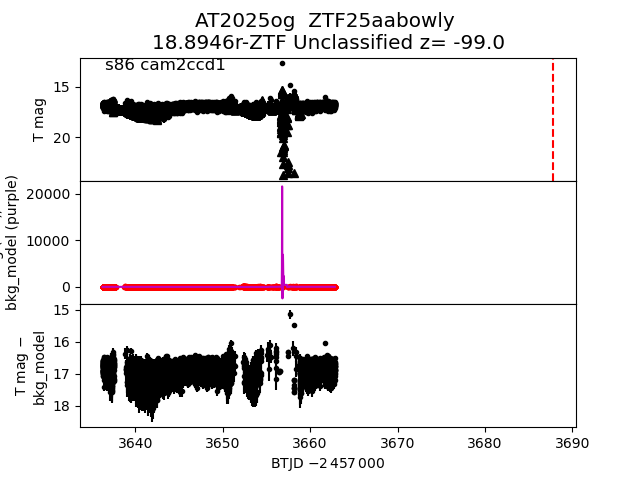 AT2025og  ZTF25aabowly
18.8946r-ZTF Unclassified z= -99.0
s86 cam2ccd1
15
20
T mag
20000
10000
0
bkg_model (purple)
15
16
17
18
T mag −
bkg_model
3640 3650 3660 3670 3680 3690
BTJD −2 457 000